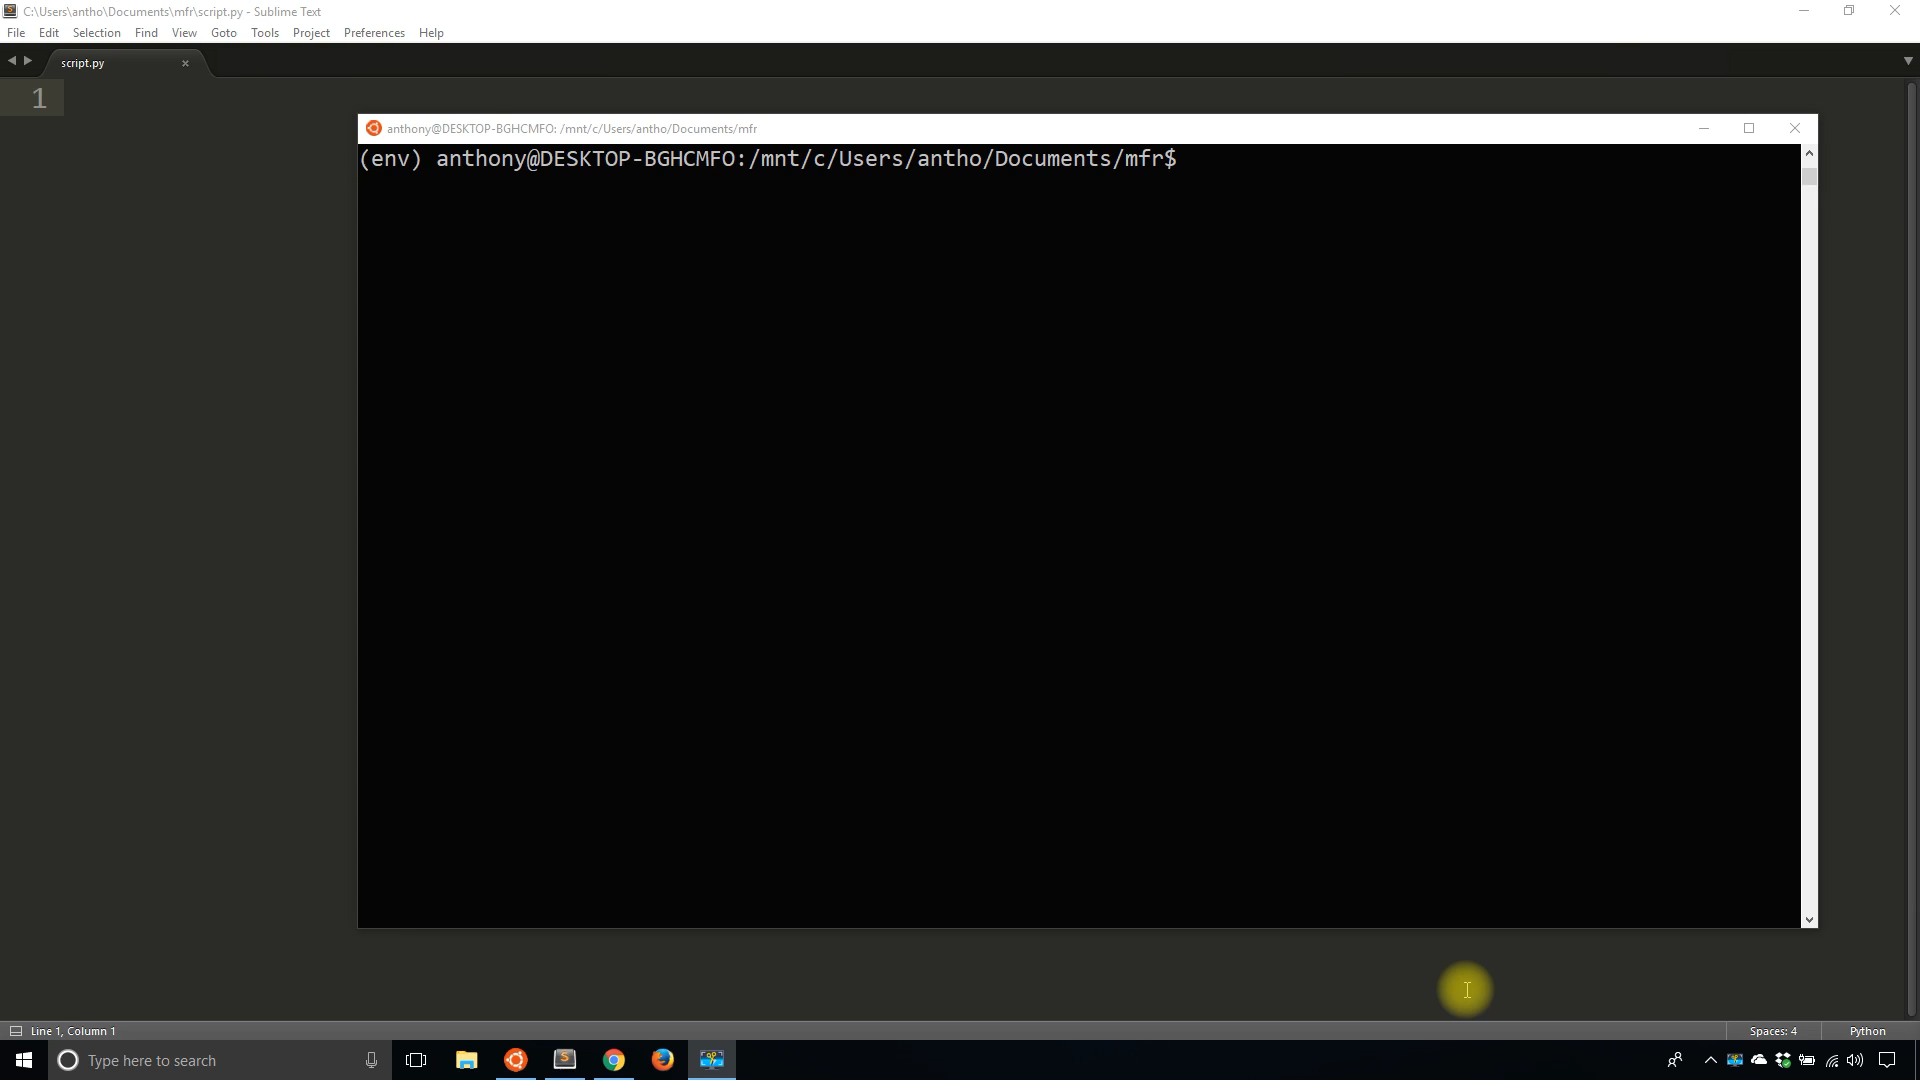 C:\Users\antho\Documents\mfr\script.py - Sublime Text
File Edit Selection Find View Goto Tools Project Preferences Help
script.py
1
anthony@DESKTOP-BGHCMFO: /mnt/c/Users/antho/Documents/mfr
(env) anthony@DESKTOP-BGHCMFO:/mnt/c/Users/antho/Documents/mfr$
Line 1, Column 1
Spaces: 4
Python
Type here to search